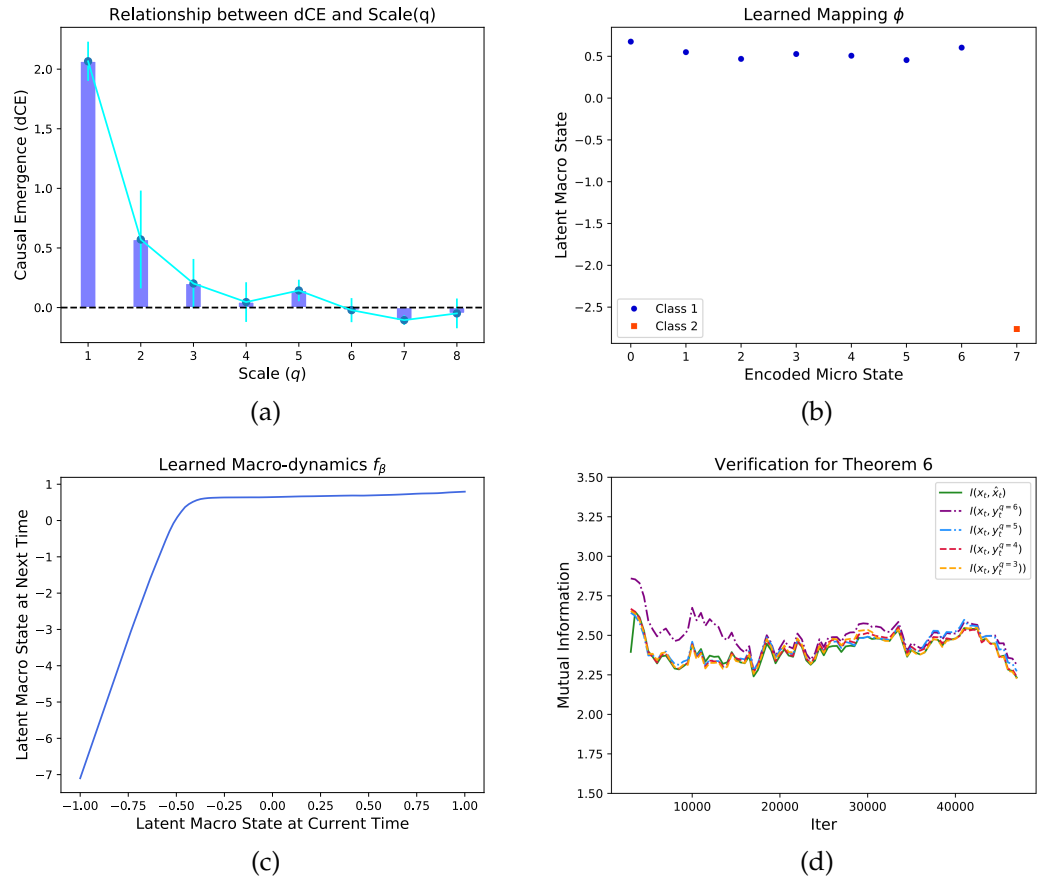 Relationship between dCE and Scale(q)
Causal Emergence (dCE)
2.0
1.5
1.0
0.5
0.0
1 2 3 4 5 6 7 8
Scale (q)
(a)
Learned Mapping ϕ
Latent Macro State
0.5
0.0
−0.5
−1.0
−1.5
−2.0
−2.5
Class 1
Class 2
0 1 2 3 4 5 6 7
Encoded Micro State
(b)
Learned Macro-dynamics f_β
Latent Macro State at Next Time
1
0
−1
−2
−3
−4
−5
−6
−7
−1.00 −0.75 −0.50 −0.25 0.00 0.25 0.50 0.75 1.00
Latent Macro State at Current Time
(c)
Verification for Theorem 6
Mutual Information
3.50
3.25
3.00
2.75
2.50
2.25
2.00
1.75
1.50
I(x_t, x̂_t)
I(x_t, y_t^{q=6})
I(x_t, y_t^{q=5})
I(x_t, y_t^{q=4})
I(x_t, y_t^{q=3}))
10000 20000 30000 40000
Iter
(d)